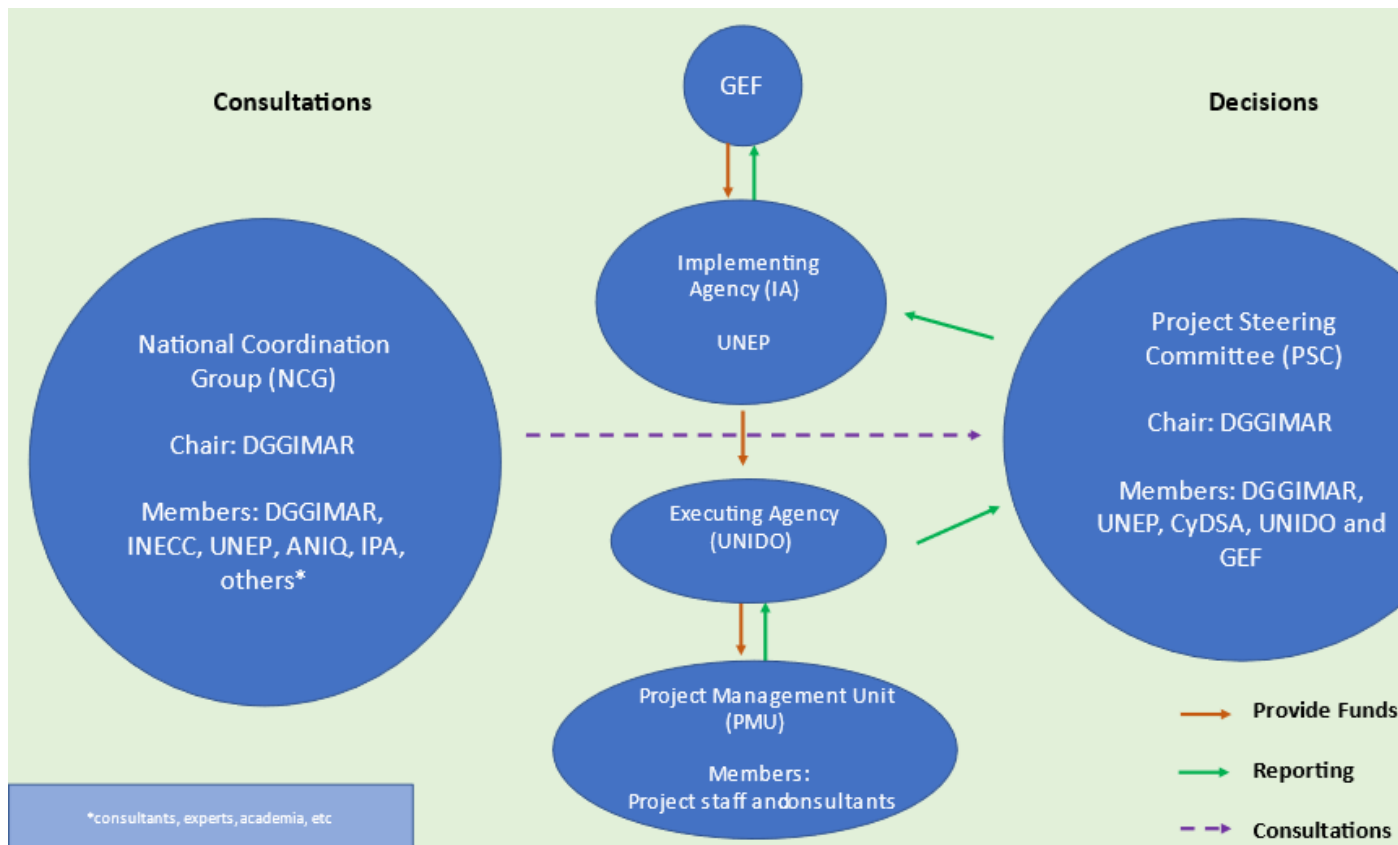 Consultations
GEF
Decisions
Implementing
Agency (IA)
UNEP
National Coordination
Group (NCG)
Chair: DGGIMAR
Members: DGGIMAR,
INECC, UNEP, ANIQ, IPA,
others*
Project Steering
Committee (PSC)
Chair: DGGIMAR
Members: DGGIMAR,
UNEP, CyDSA, UNIDO and
GEF
Executing Agency
(UNIDO)
Project Management Unit
(PMU)
Members:
Project staff andonsultants
Provide Funds
Reporting
Consultations
*consultants, experts, academia, etc